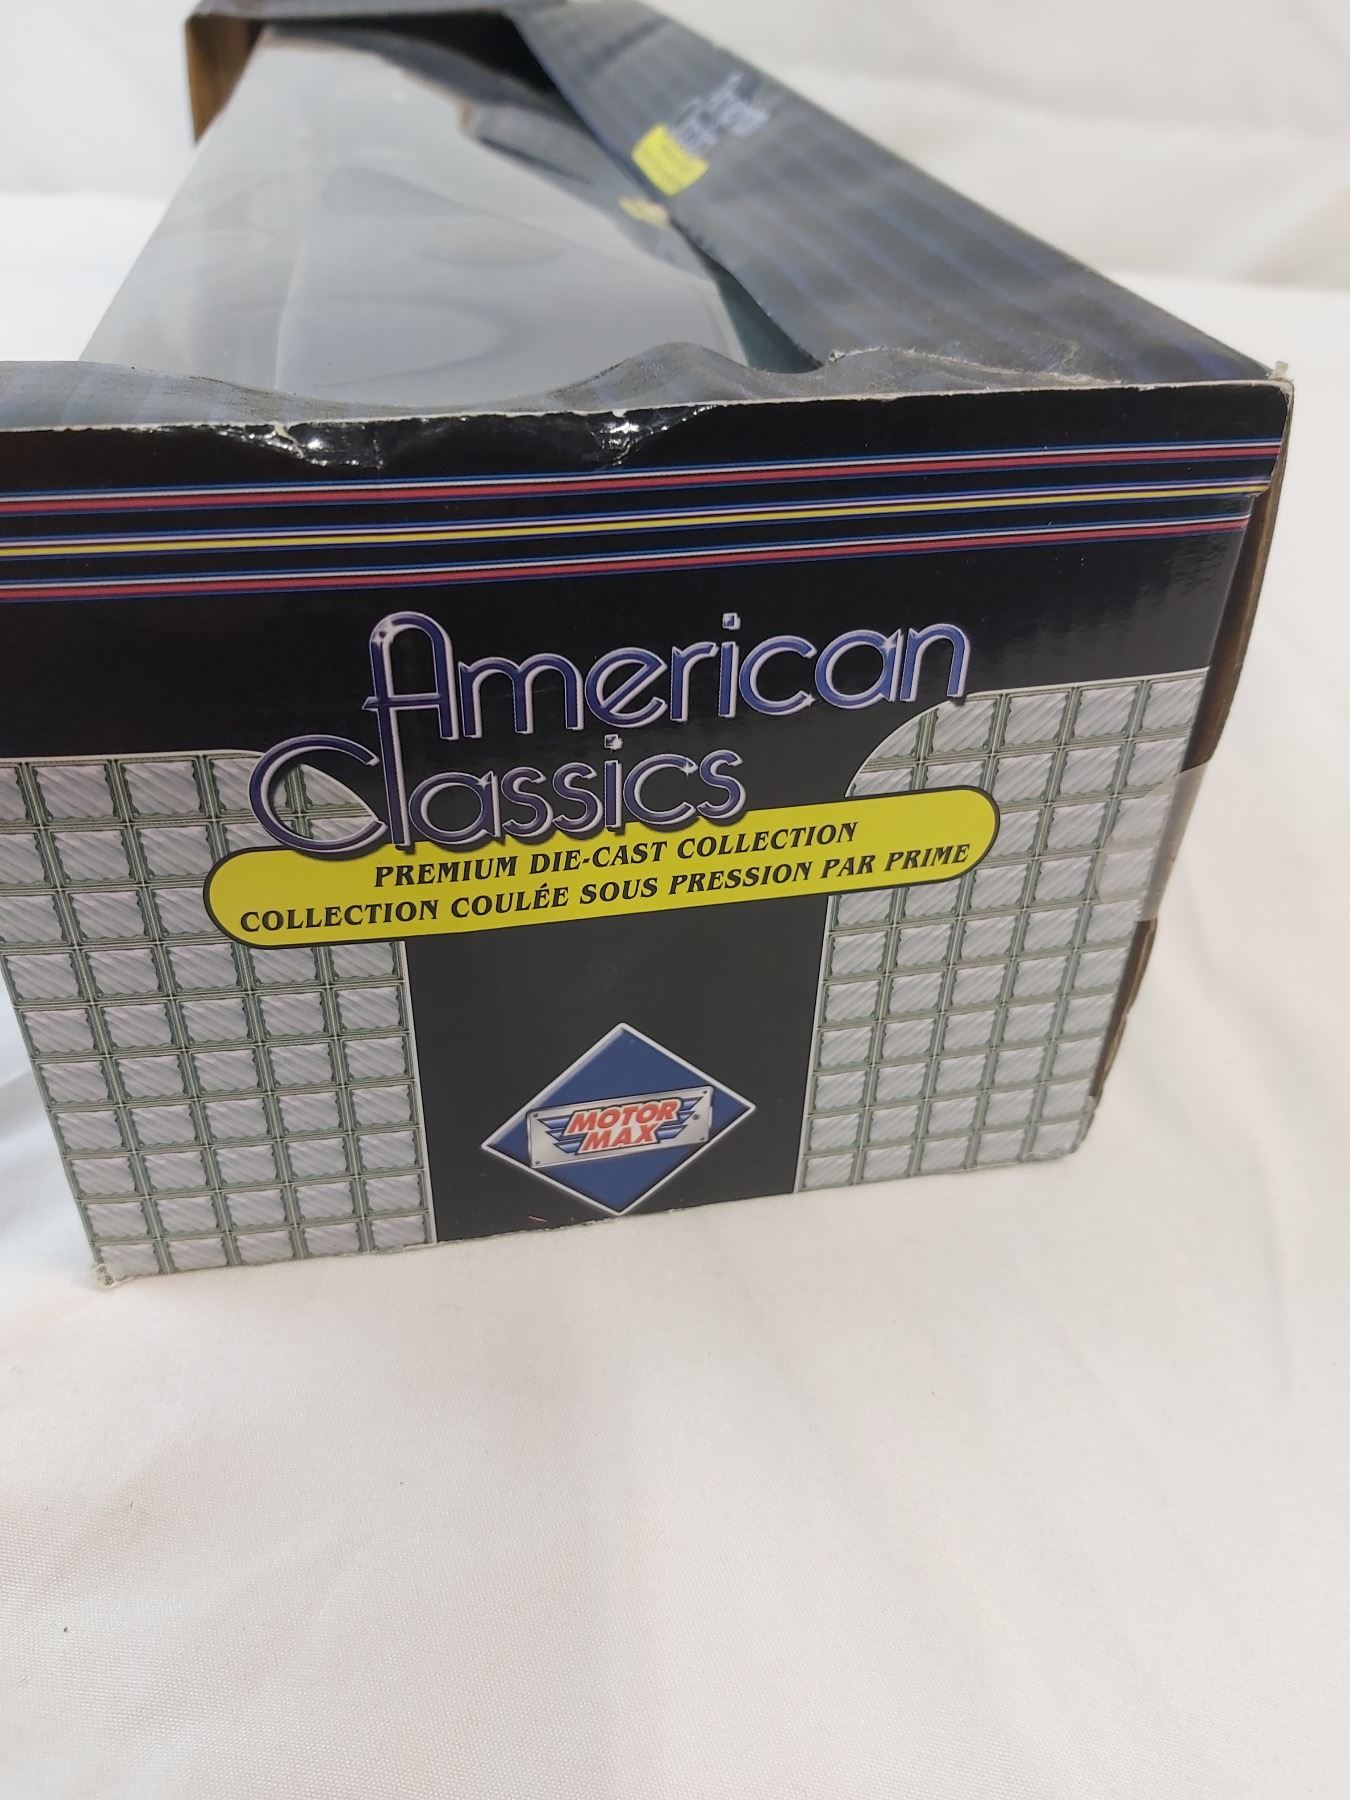 American
Classics
PREMIUM DIE-CAST COLLECTION
COLLECTION COULÉE SOUS PRESSION PAR PRIME
MOTOR
MAX
®